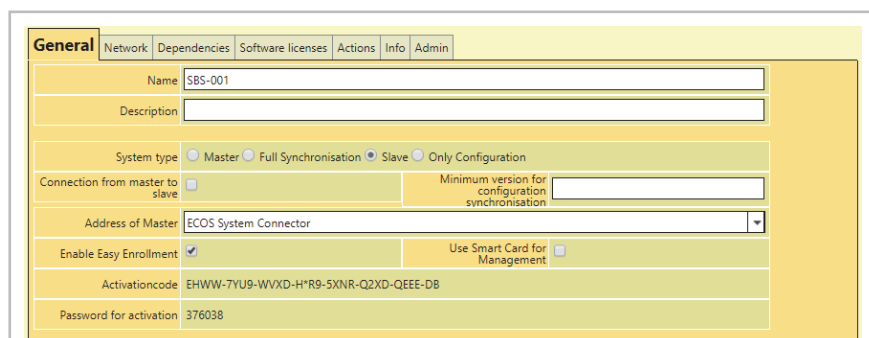 General Network Dependencies Software licenses Actions Info Admin
Name SBS-001
Description
System type Master Full Synchronisation Slave Only Configuration
Connection from master to slave
Minimum version for configuration synchronisation
Address of Master ECOS System Connector
Enable Easy Enrollment
Use Smart Card for Management
Activationcode EHWW-7YU9-WVXD-H*R9-5XNR-Q2XD-QEEE-DB
Password for activation 376038